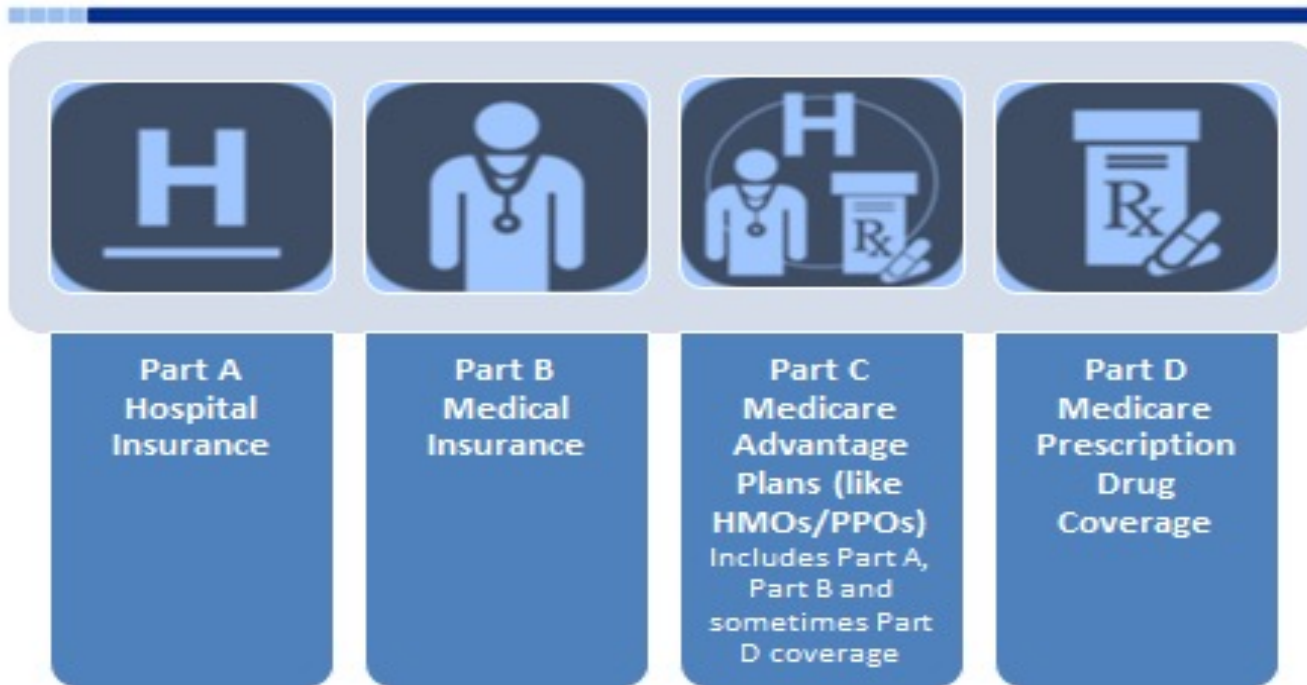 H
Part A
Hospital
Insurance
Part B
Medical
Insurance
H
Rx
Part C
Medicare
Advantage
Plans (like
HMOs/PPOs)
Includes Part A,
Part B and
sometimes Part
D coverage
Rx
Part D
Medicare
Prescription
Drug
Coverage